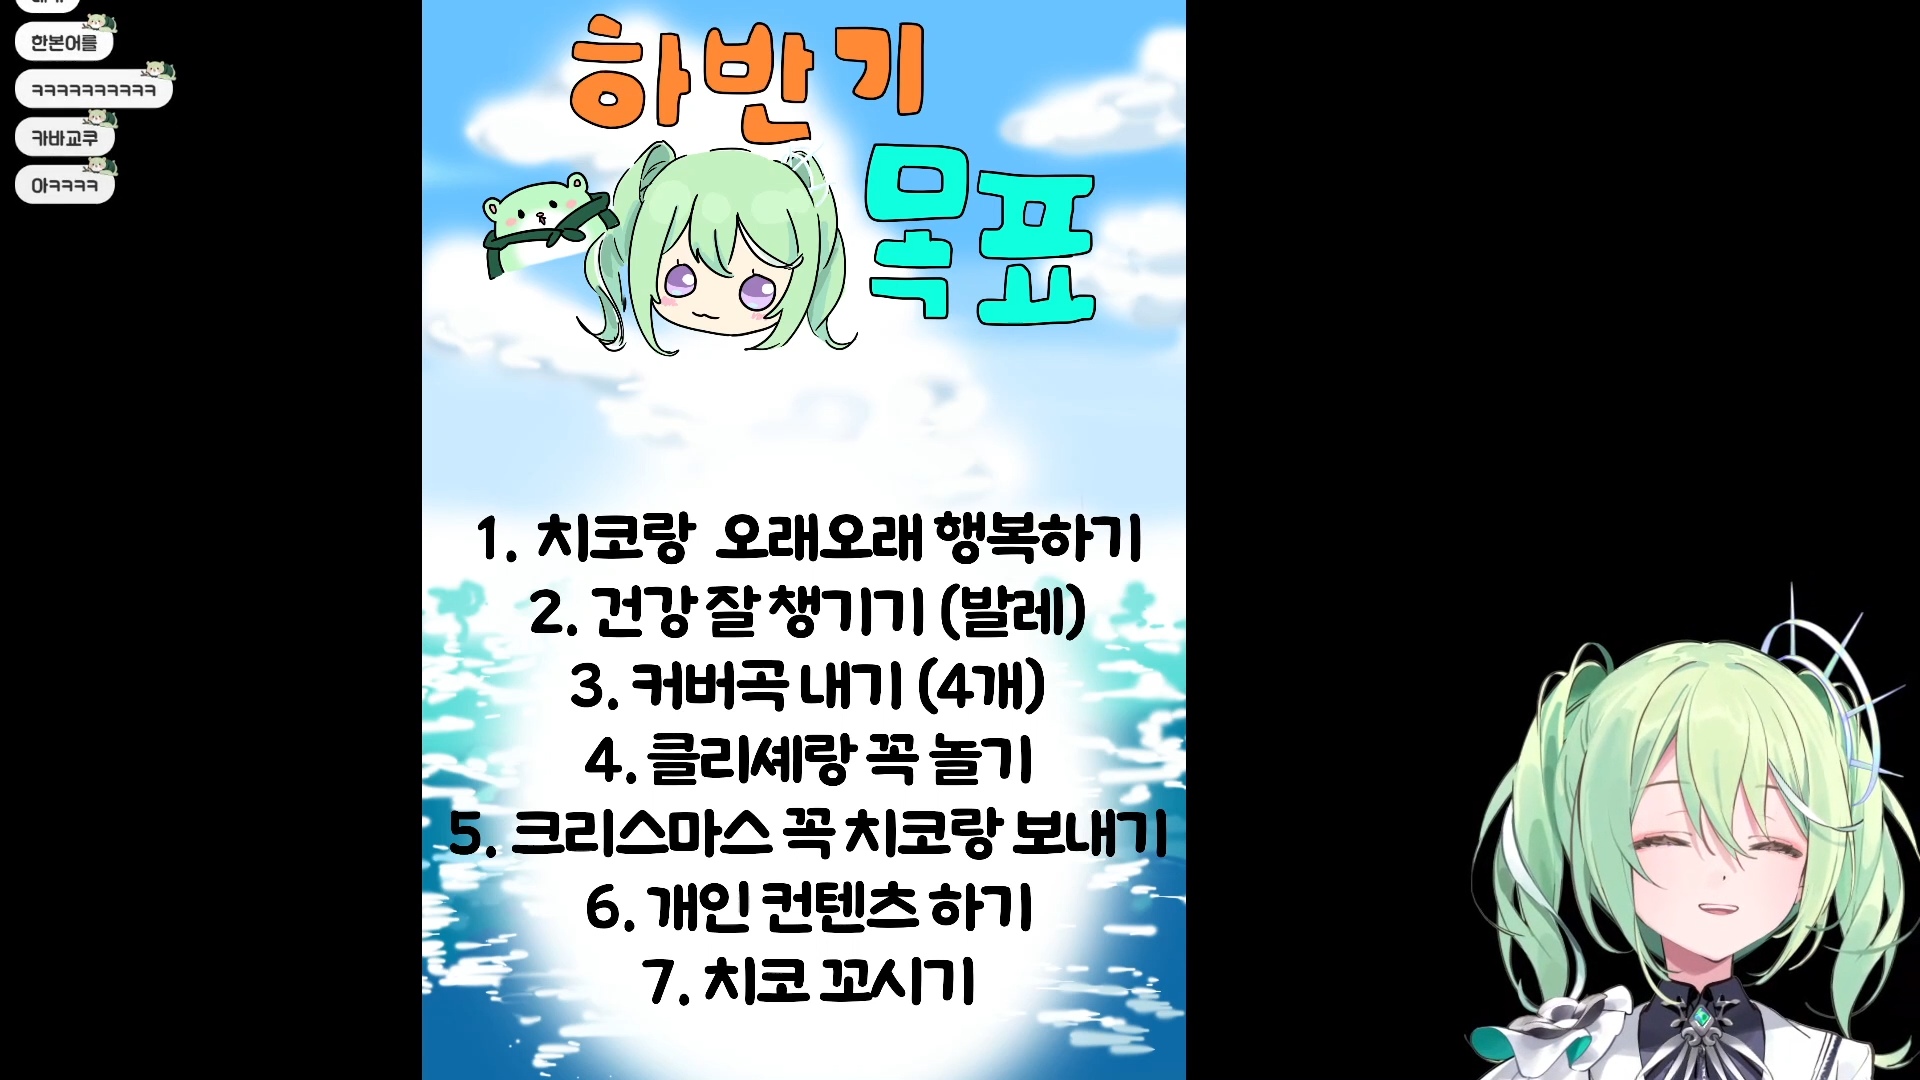 한본어를
ㅋㅋㅋㅋㅋㅋㅋㅋㅋㅋ
카바교쿠
아ㅋㅋㅋㅋ
하반기
목표
1. 치코랑 오래오래 행복하기
2. 건강 잘 챙기기 (발레)
3. 커버곡 내기 (4개)
4. 클리셰랑 꼭 놀기
5. 크리스마스 꼭 치코랑 보내기
6. 개인 컨텐츠 하기
7. 치코 꼬시기